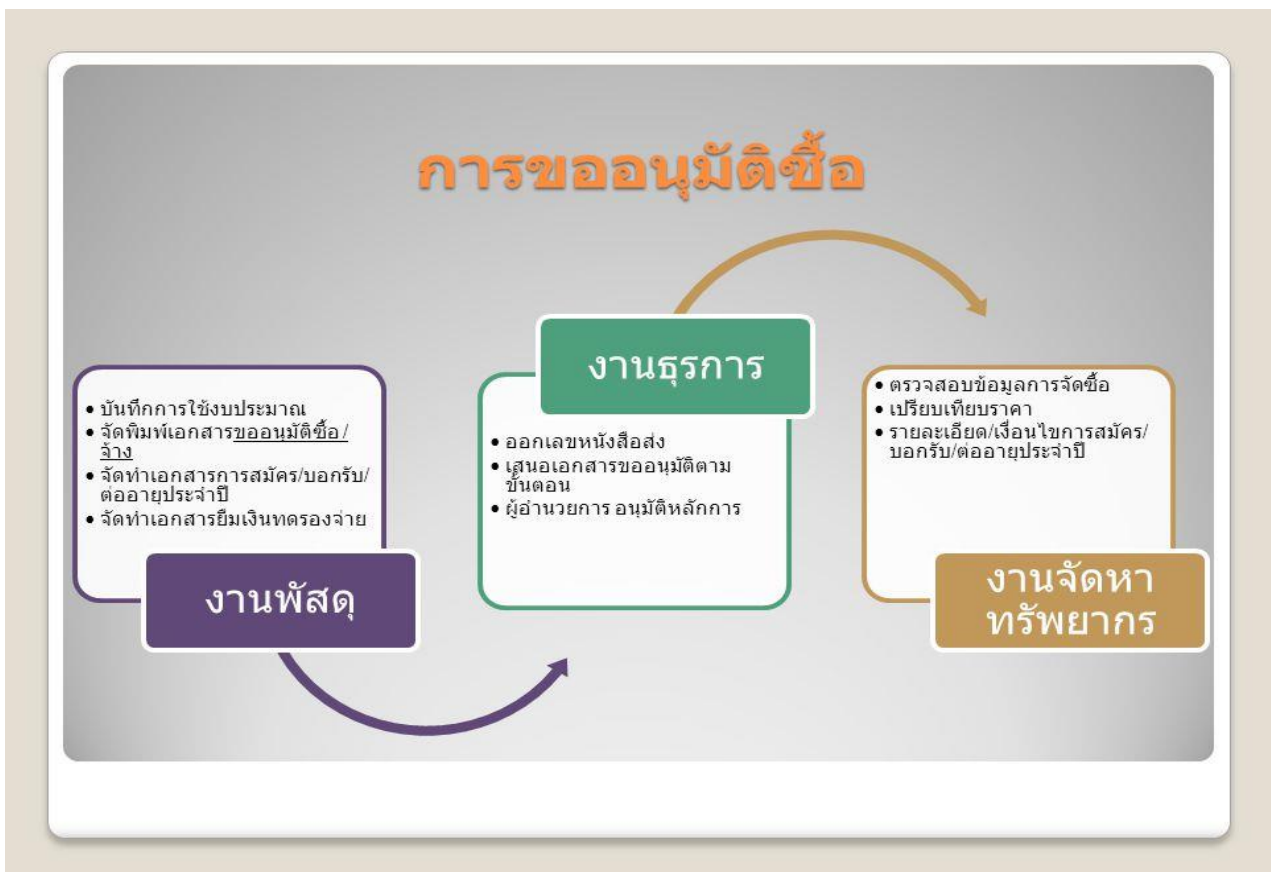 การขออนุมัติซื้อ
• บันทึกการใช้งบประมาณ
• จัดพิมพ์เอกสารขออนุมัติซื้อ/
จ้าง
• จัดทำเอกสารการสมัคร/บอกรับ/
ต่ออายุประจำปี
• จัดทำเอกสารยืมเงินทดรองจ่าย
งานพัสดุ
งานธุรการ
• ออกเลขหนังสือส่ง
• เสนอเอกสารขออนุมัติตาม
ขั้นตอน
• ผู้อำนวยการ อนุมัติหลักการ
• ตรวจสอบข้อมูลการจัดซื้อ
• เปรียบเทียบราคา
• รายละเอียด/เงื่อนไขการสมัคร/
บอกรับ/ต่ออายุประจำปี
งานจัดหา
ทรัพยากร